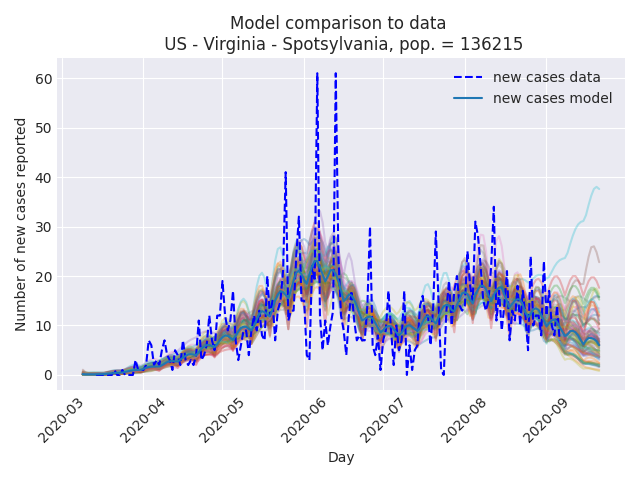 Model comparison to data
US - Virginia - Spotsylvania, pop. = 136215
new cases data
new cases model
Number of new cases reported
60
50
40
30
20
10
0
2020-03
2020-04
2020-05
2020-06
2020-07
2020-08
2020-09
Day